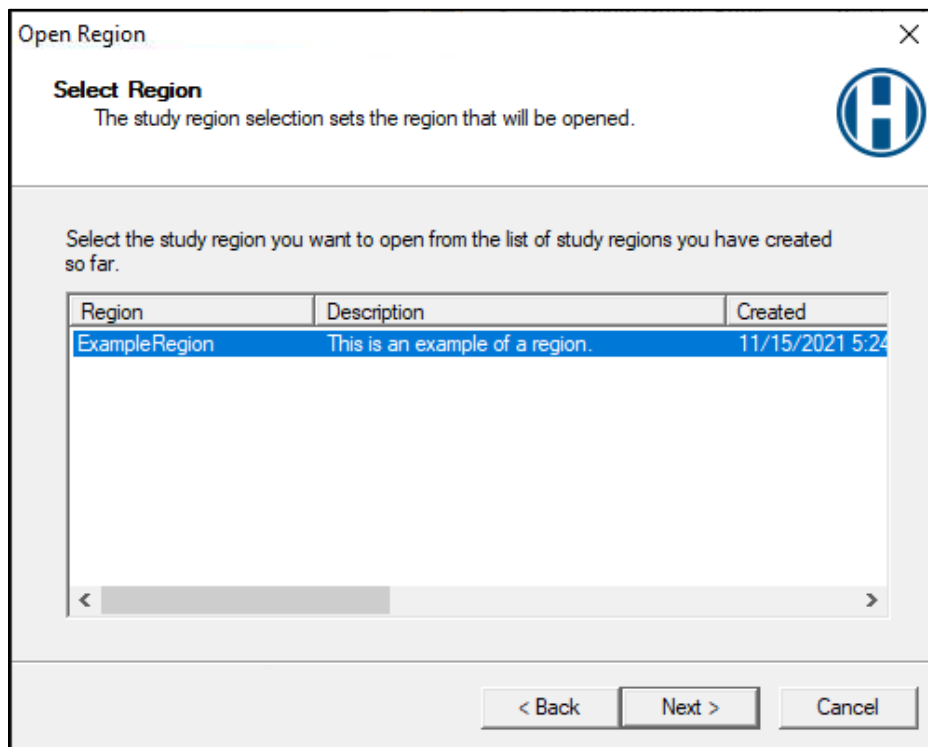 Open Region
Select Region
The study region selection sets the region that will be opened.
Select the study region you want to open from the list of study regions you have created
so far.
Region Description Created
ExampleRegion This is an example of a region. 11/15/2021 5:24
< Back Next > Cancel